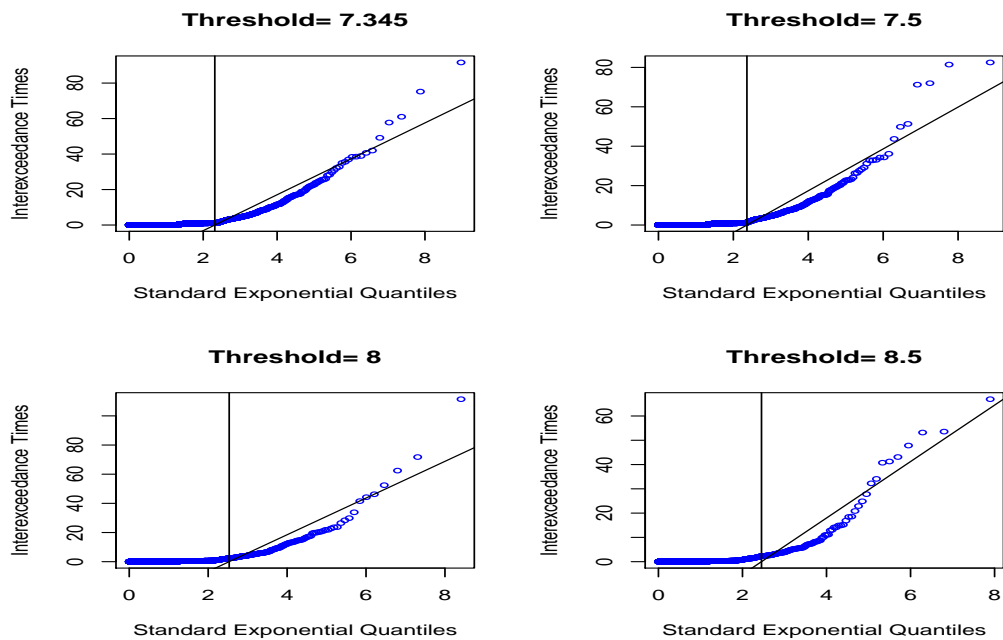 Threshold= 7.345
Interexceedance Times
0 20 40 60 80
0 2 4 6 8
Standard Exponential Quantiles
Threshold= 7.5
Interexceedance Times
0 20 40 60 80
0 2 4 6 8
Standard Exponential Quantiles
Threshold= 8
Interexceedance Times
0 20 40 60 80
0 2 4 6 8
Standard Exponential Quantiles
Threshold= 8.5
Interexceedance Times
0 20 40 60
0 2 4 6 8
Standard Exponential Quantiles